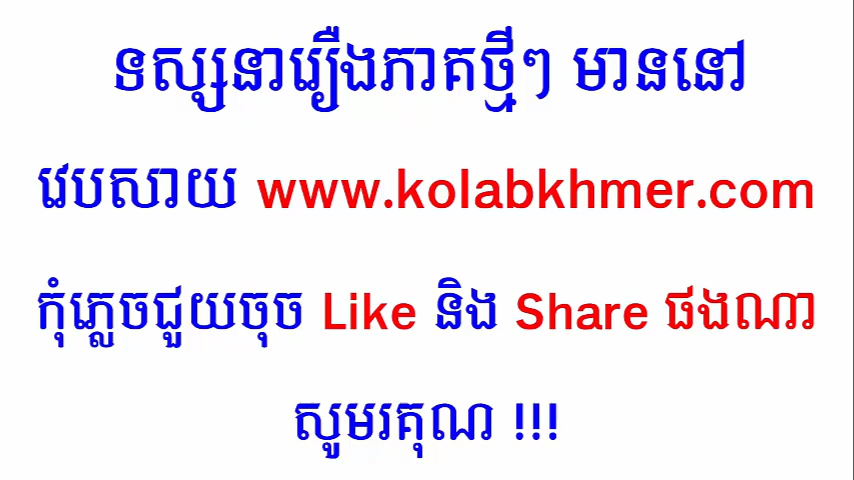 ទស្សនារឿងភាគថ្មីៗ មាននៅ
វេបសាយ www.kolabkhmer.com
កុំភ្លេចជួយចុច Like និង Share ផងណា
សូមរគុណ !!!